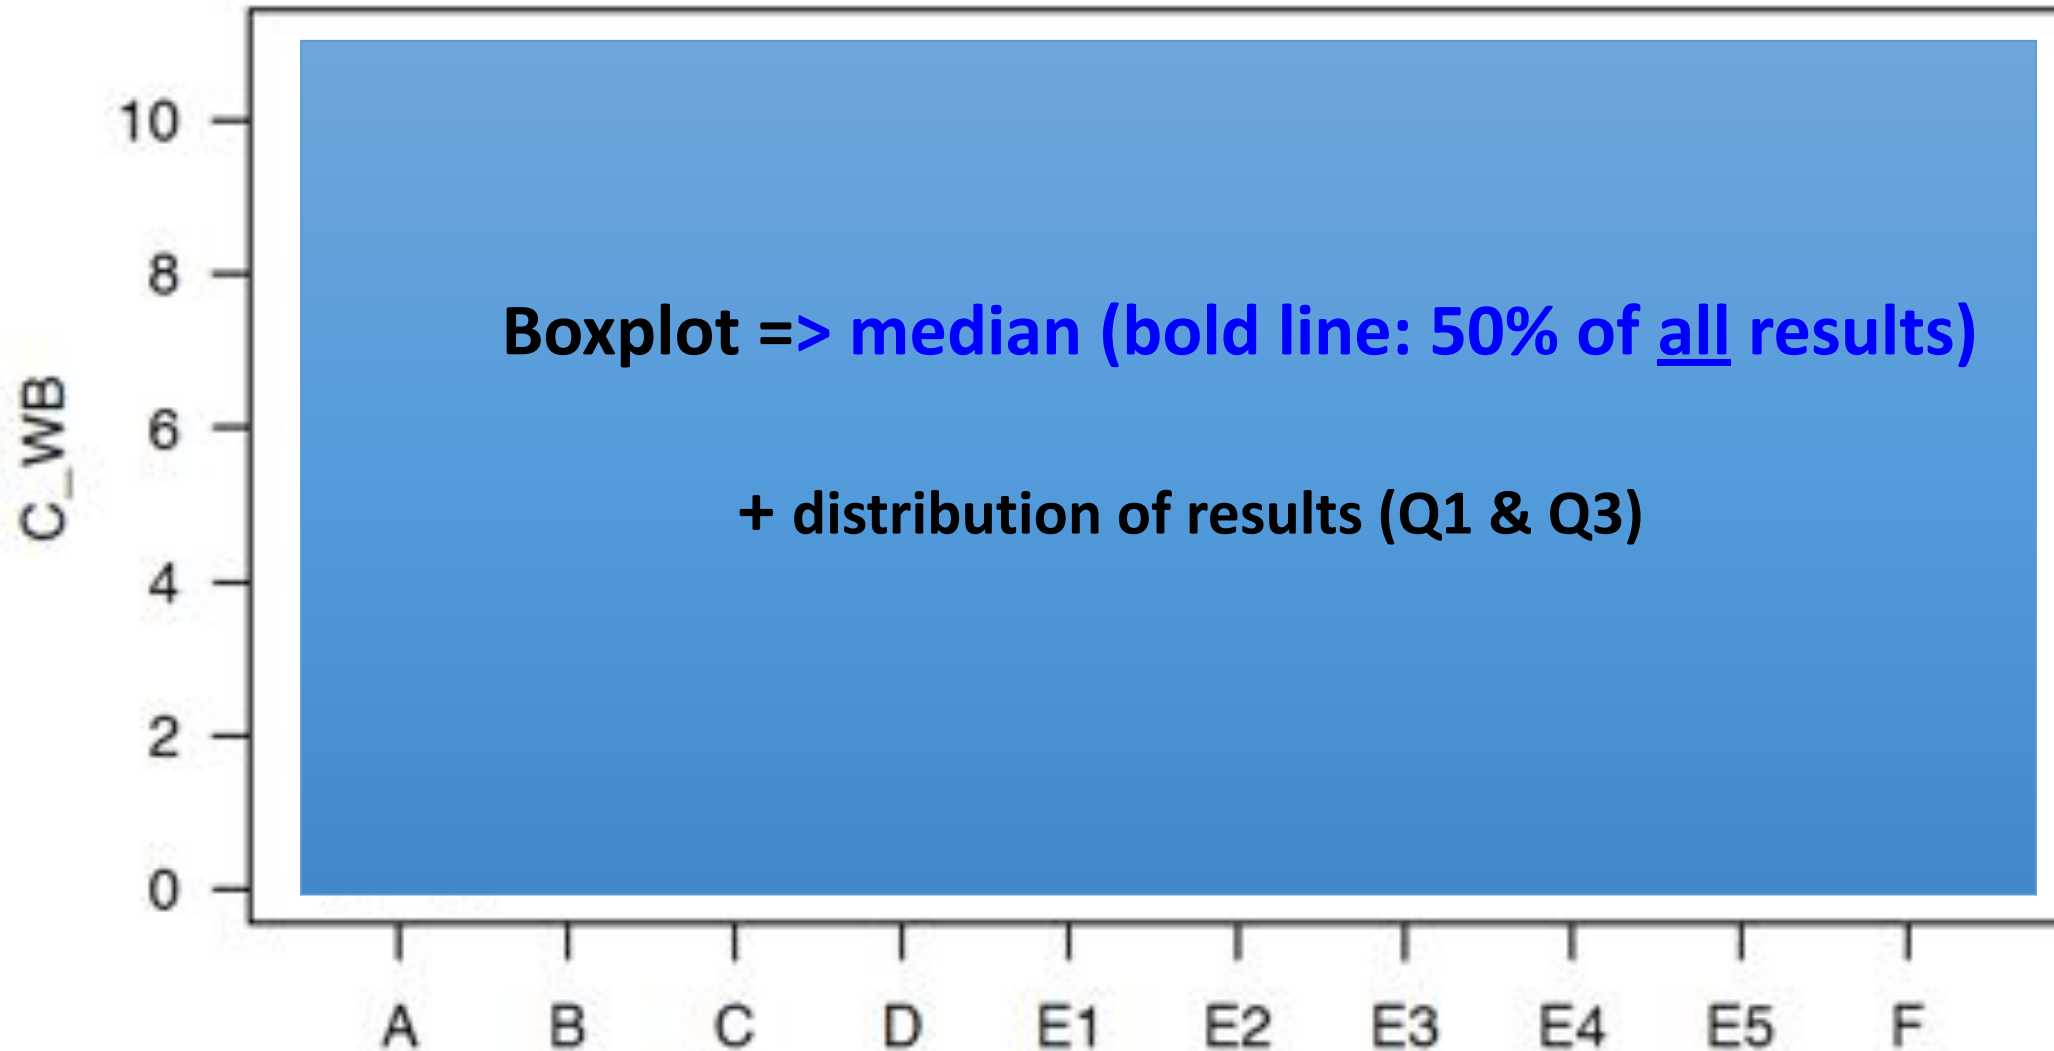 10
8
Boxplot => median (bold line: 50% of all results)
C_WB
6
+ distribution of results (Q1 & Q3)
4
2
0
A B C D E1 E2 E3 E4 E5 F